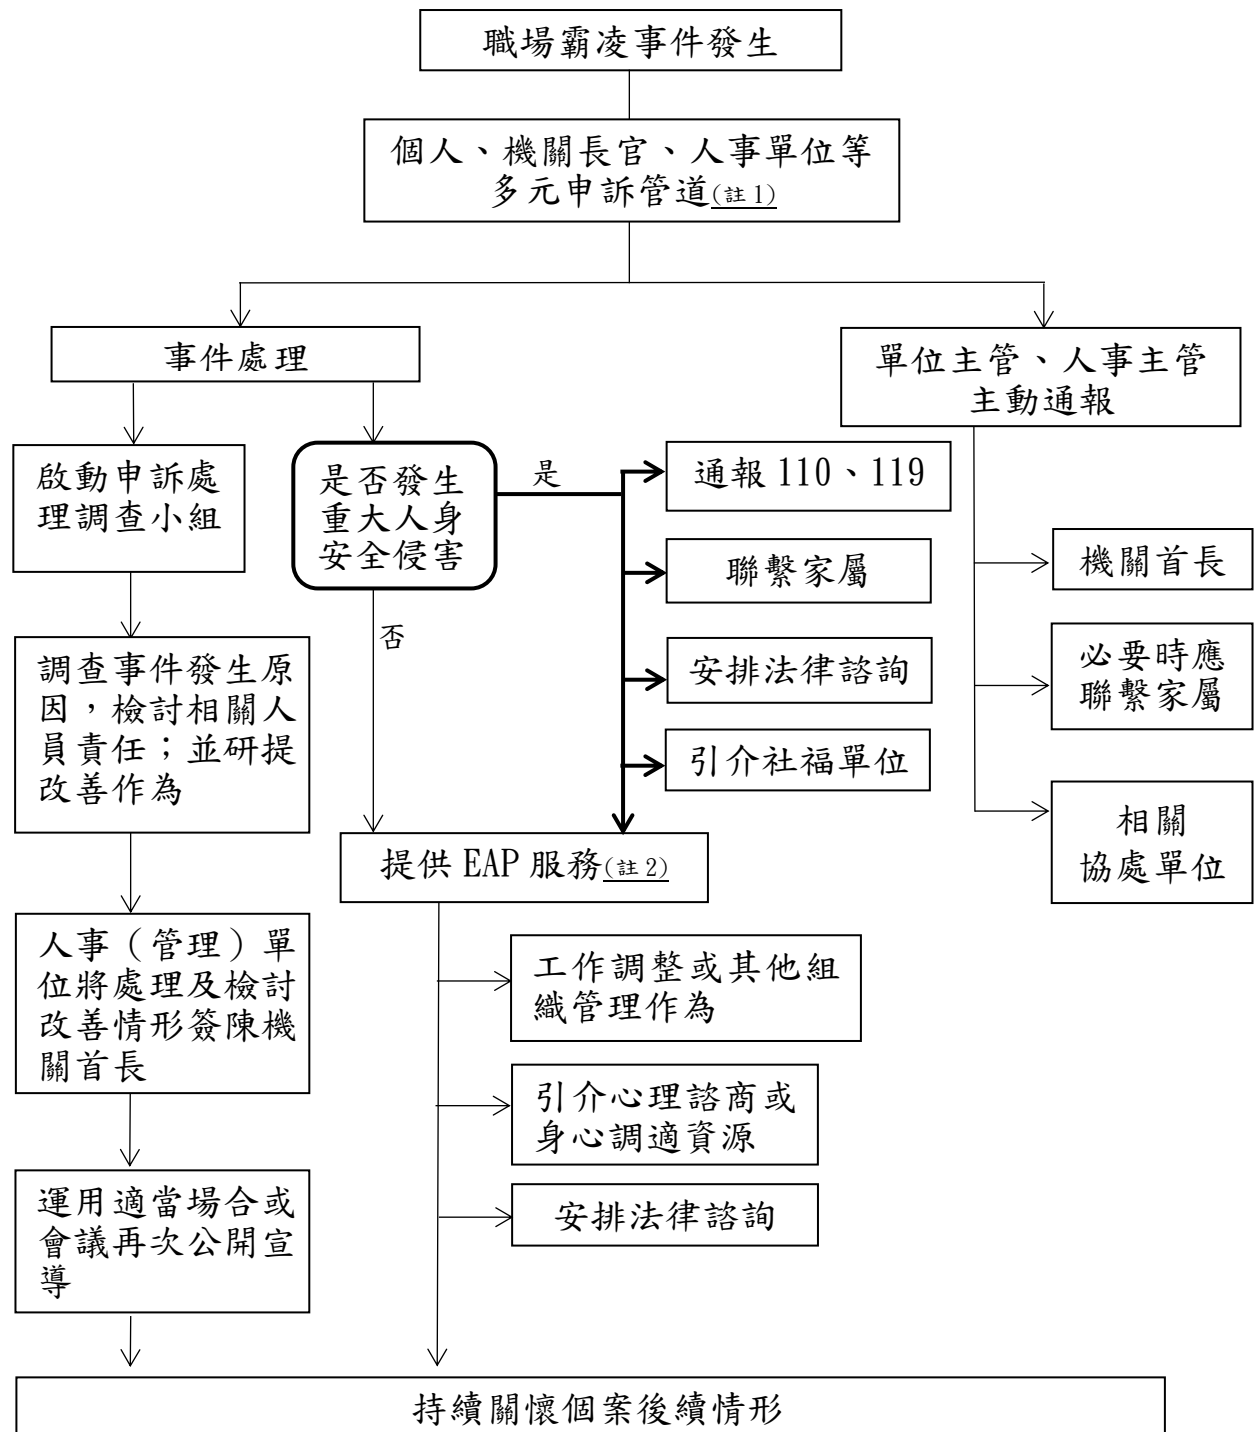 職場霸凌事件發生
個人、機關長官、人事單位等
多元申訴管道(註1)
事件處理
單位主管、人事主管
主動通報
啟動申訴處
理調查小組
是否發生
重大人身
安全侵害
是
通報 110、119
聯繫家屬
安排法律諮詢
引介社福單位
機關首長
必要時應
聯繫家屬
相關
協處單位
否
調查事件發生原
因,檢討相關人
員責任;並研提
改善作為
提供 EAP 服務(註2)
人事(管理)單
位將處理及檢討
改善情形簽陳機
關首長
工作調整或其他組
織管理作為
引介心理諮商或
身心調適資源
安排法律諮詢
運用適當場合或
會議再次公開宣
導
持續關懷個案後續情形